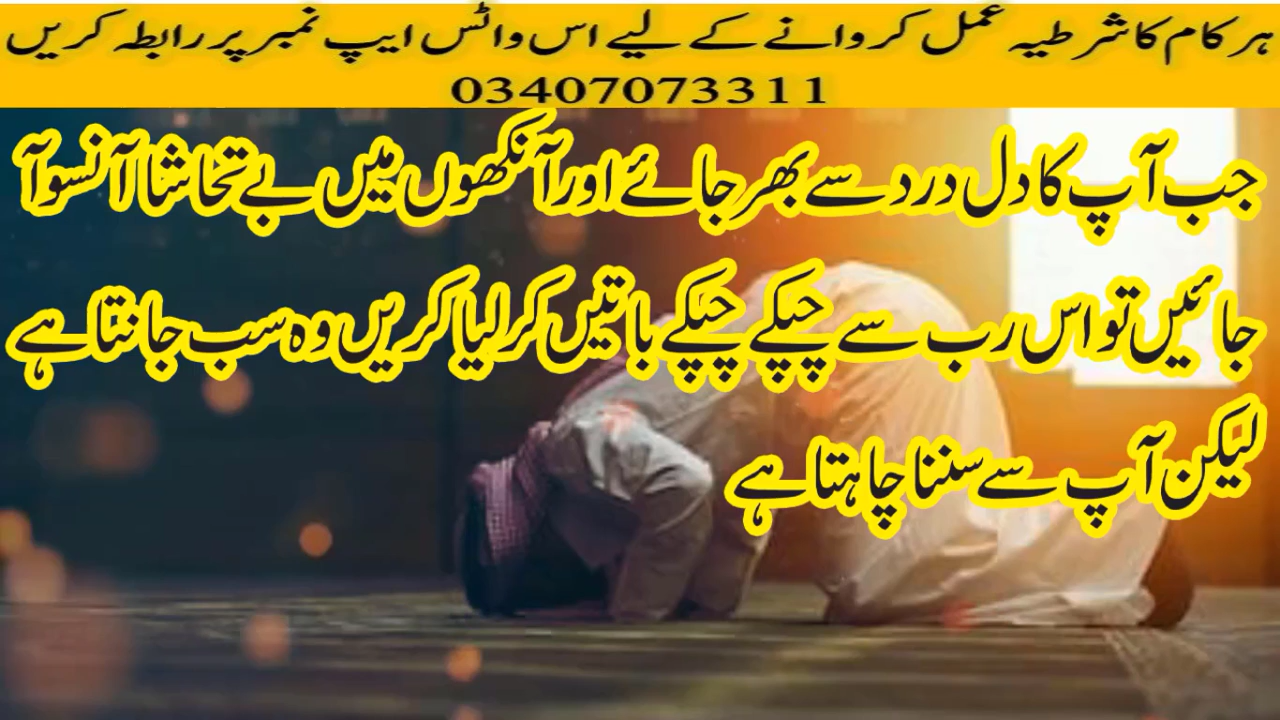 ہر کام کا شرطیہ عمل کروانے کے لیے اس واٹس ایپ نمبر پر رابطہ کریں
03407073311
جب آپ کا دل درد سے بھر جائے اور آنکھوں میں بے تحاشا آنسو آ
جائیں تو اس رب سے چپکے چپکے باتیں کر لیا کریں وہ سب جانتا ہے
لیکن آپ سے سننا چاہتا ہے